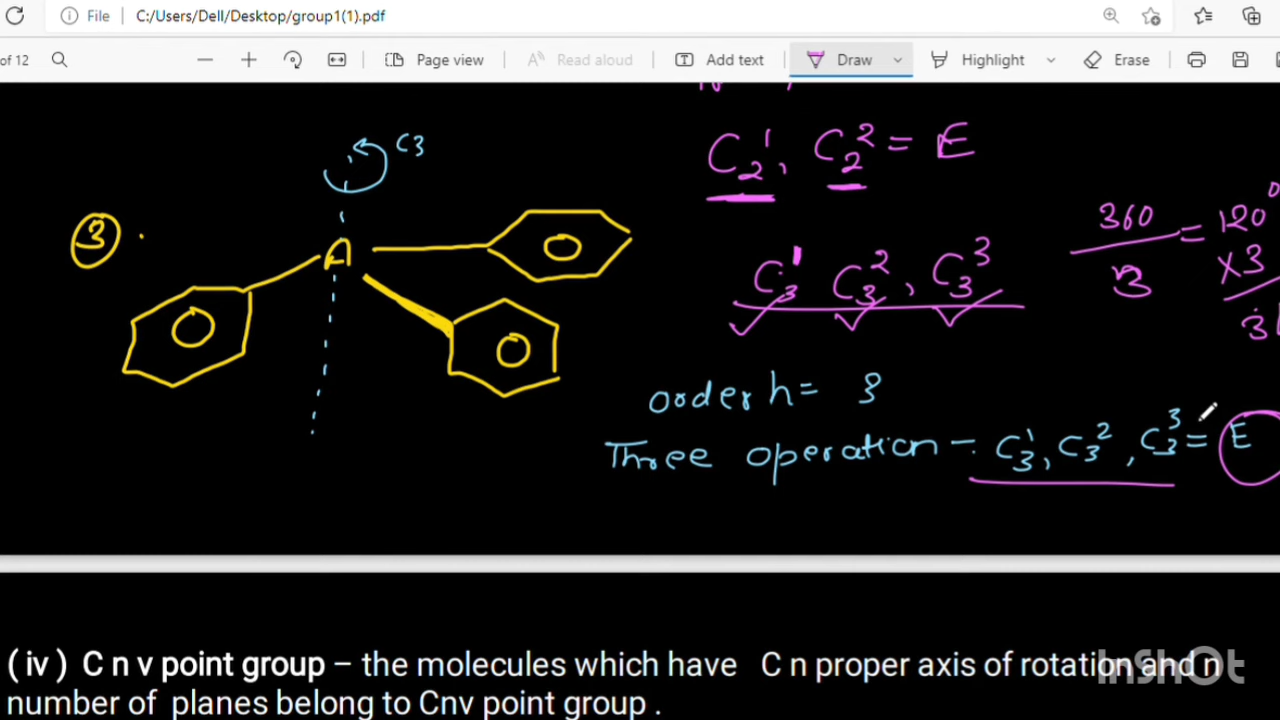 File C:/Users/Dell/Desktop/group1(1).pdf
of 12 Page view Read aloud Add text Draw Highlight Erase
C₂¹, C₂² = E
C3
3 .
A
C₃¹ C₃², C₃³
360/3 = 120°
×3
order h = 3
Three operation – C₃¹, C₃², C₃³ = E
(iv) C n v point group – the molecules which have C n proper axis of rotation and n
number of planes belong to Cnv point group .
InShOt